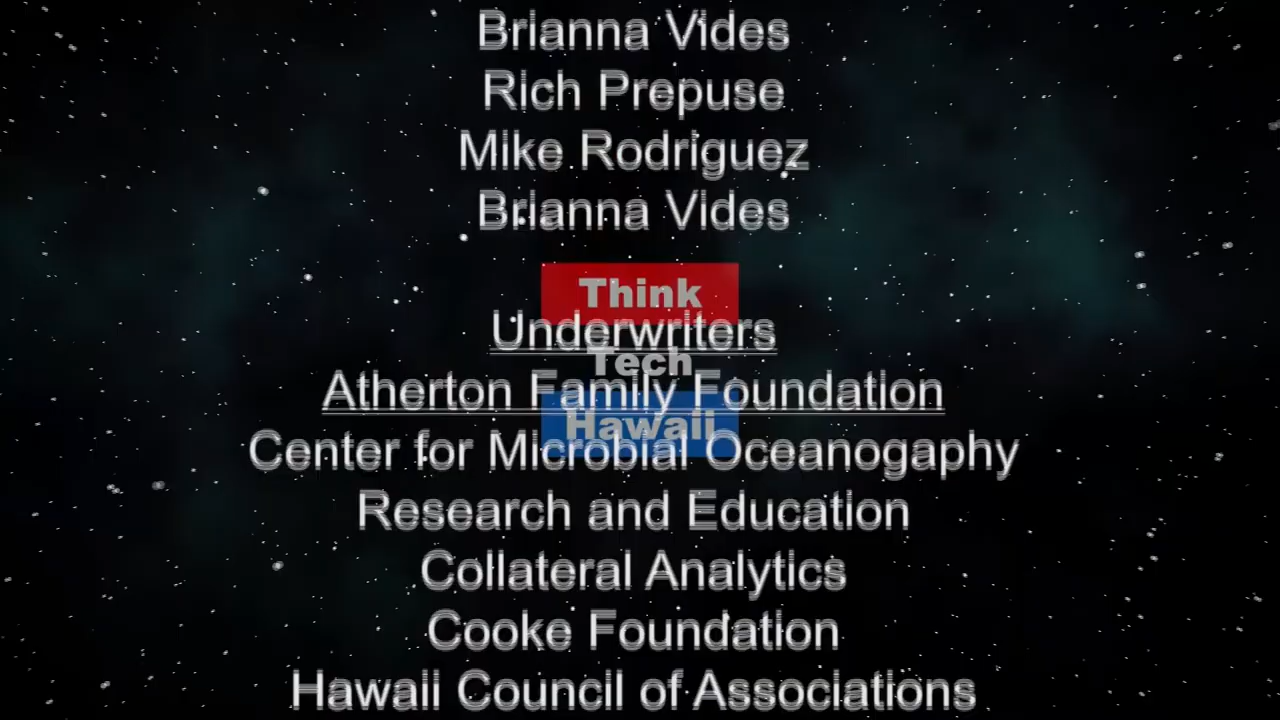 Brianna Vides
Rich Prepuse
Mike Rodriguez
Brianna Vides
Think
Underwriters
Tech
Atherton Family Foundation
Hawaii
Center for Microbial Oceanogaphy
Research and Education
Collateral Analytics
Cooke Foundation
Hawaii Council of Associations